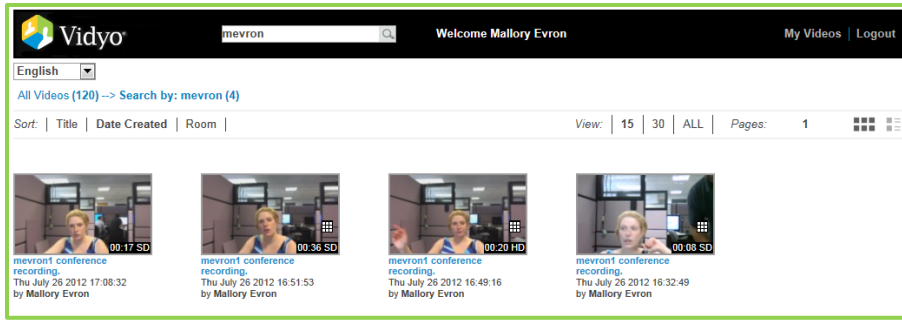 Vidyo mevron Welcome Mallory Evron My Videos | Logout
English
All Videos (120) --> Search by: mevron (4)
Sort: | Title | Date Created | Room | View: | 15 | 30 | ALL | Pages: 1
00:17 SD 00:36 SD 00:20 HD 00:08 SD
mevron1 conference
recording.
Thu July 26 2012 17:08:32
by Mallory Evron
mevron1 conference
recording.
Thu July 26 2012 16:51:53
by Mallory Evron
mevron1 conference
recording.
Thu July 26 2012 16:49:16
by Mallory Evron
mevron1 conference
recording.
Thu July 26 2012 16:32:49
by Mallory Evron